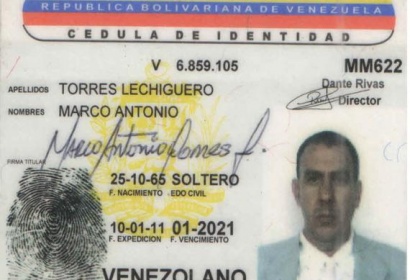 REPUBLICA BOLIVARIANA DE VENEZUELA
CEDULA DE IDENTIDAD
V 6.859.105 MM622
Dante Rivas
Director
APELLIDOS TORRES LECHIGUERO
NOMBRES MARCO ANTONIO
Marco Antonio
FIRMA TITULAR
25-10-65 SOLTERO
F. NACIMIENTO EDO CIVIL
10-01-11 01-2021
F. EXPEDICION F. VENCIMIENTO
VENEZOLANO